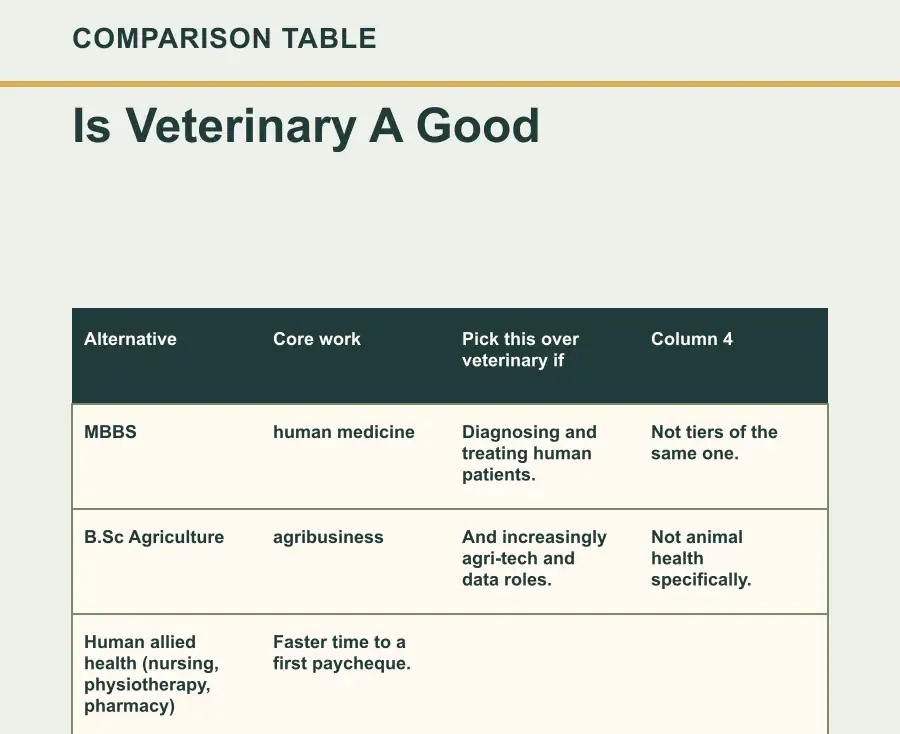 COMPARISON TABLE
Is Veterinary A Good
Alternative
Core work
Pick this over
veterinary if
Column 4
MBBS
human medicine
Diagnosing and
treating human
patients.
Not tiers of the
same one.
B.Sc Agriculture
agribusiness
And increasingly
agri-tech and
data roles.
Not animal
health
specifically.
Human allied
health (nursing,
physiotherapy,
pharmacy)
Faster time to a
first paycheque.